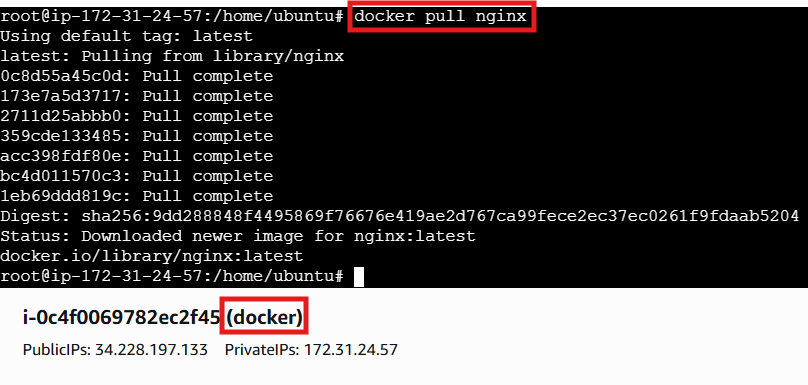 root@ip-172-31-24-57:/home/ubuntu# docker pull nginx
Using default tag: latest
latest: Pulling from library/nginx
0c8d55a45c0d: Pull complete
173e7a5d3717: Pull complete
2711d25abbb0: Pull complete
359cde133485: Pull complete
acc398fdf80e: Pull complete
bc4d011570c3: Pull complete
1eb69ddd819c: Pull complete
Digest: sha256:9dd288848f4495869f76676e419ae2d767ca99fece2ec37ec0261f9fdaab5204
Status: Downloaded newer image for nginx:latest
docker.io/library/nginx:latest
root@ip-172-31-24-57:/home/ubuntu#
i-0c4f0069782ec2f45 (docker)
PublicIPs: 34.228.197.133 PrivateIPs: 172.31.24.57